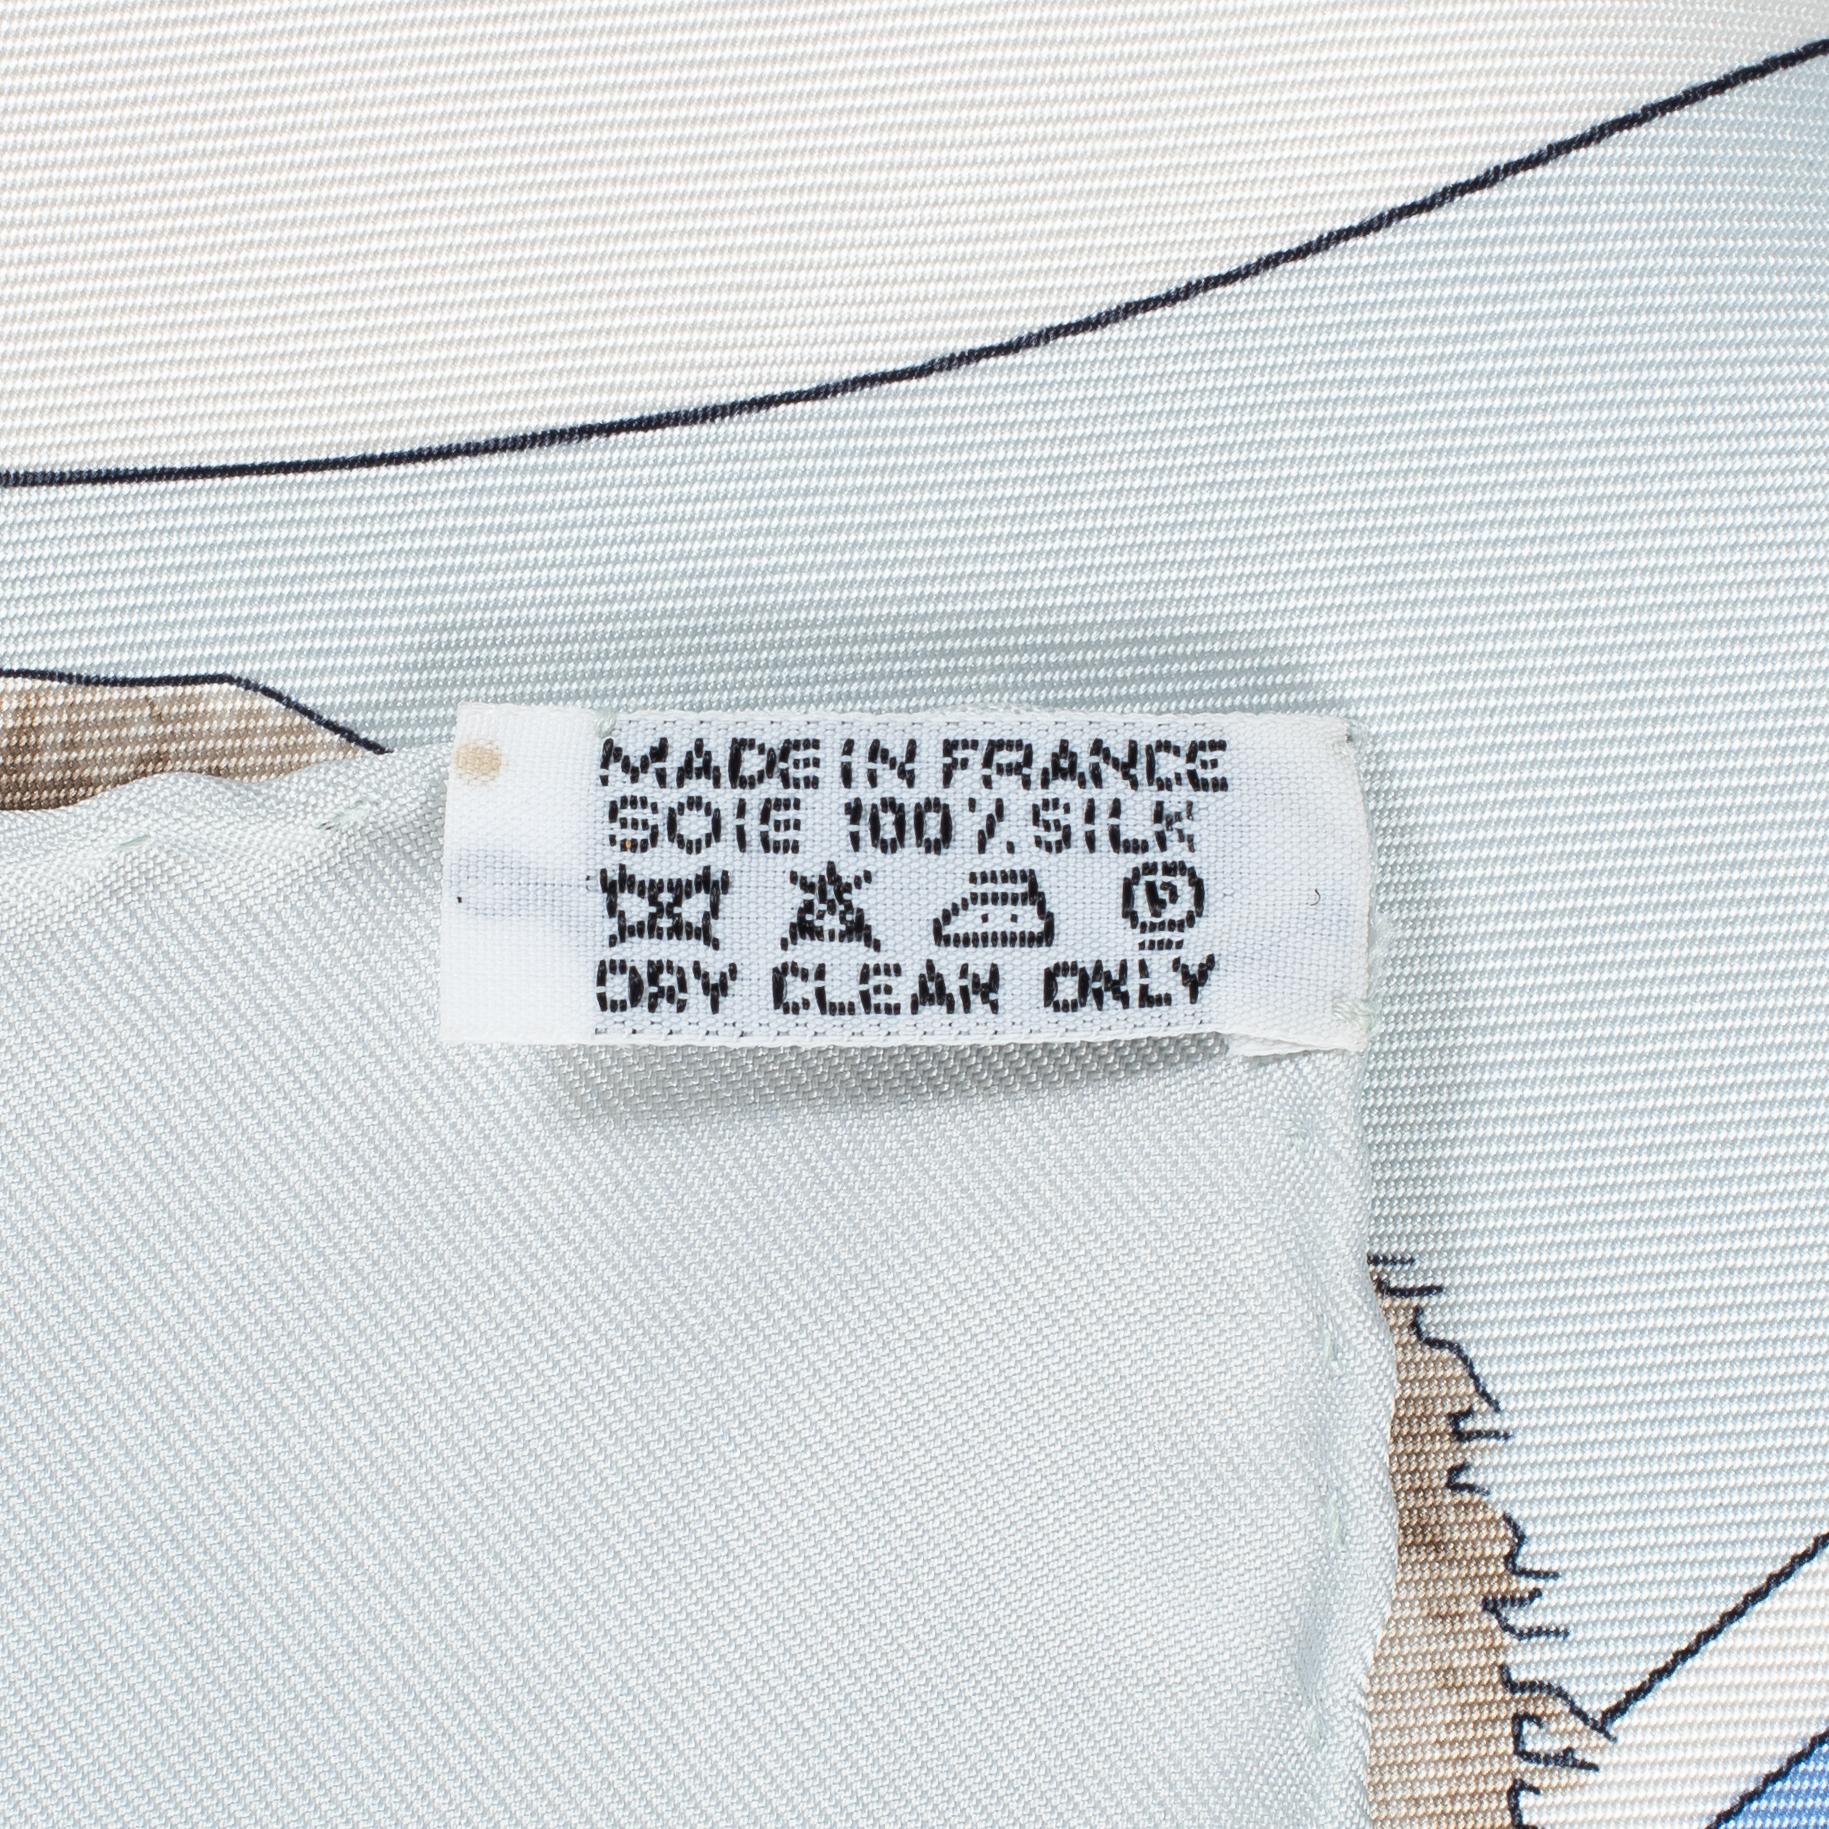 MADE IN FRANCE
SOIE 100% SILK
P
DRY CLEAN ONLY